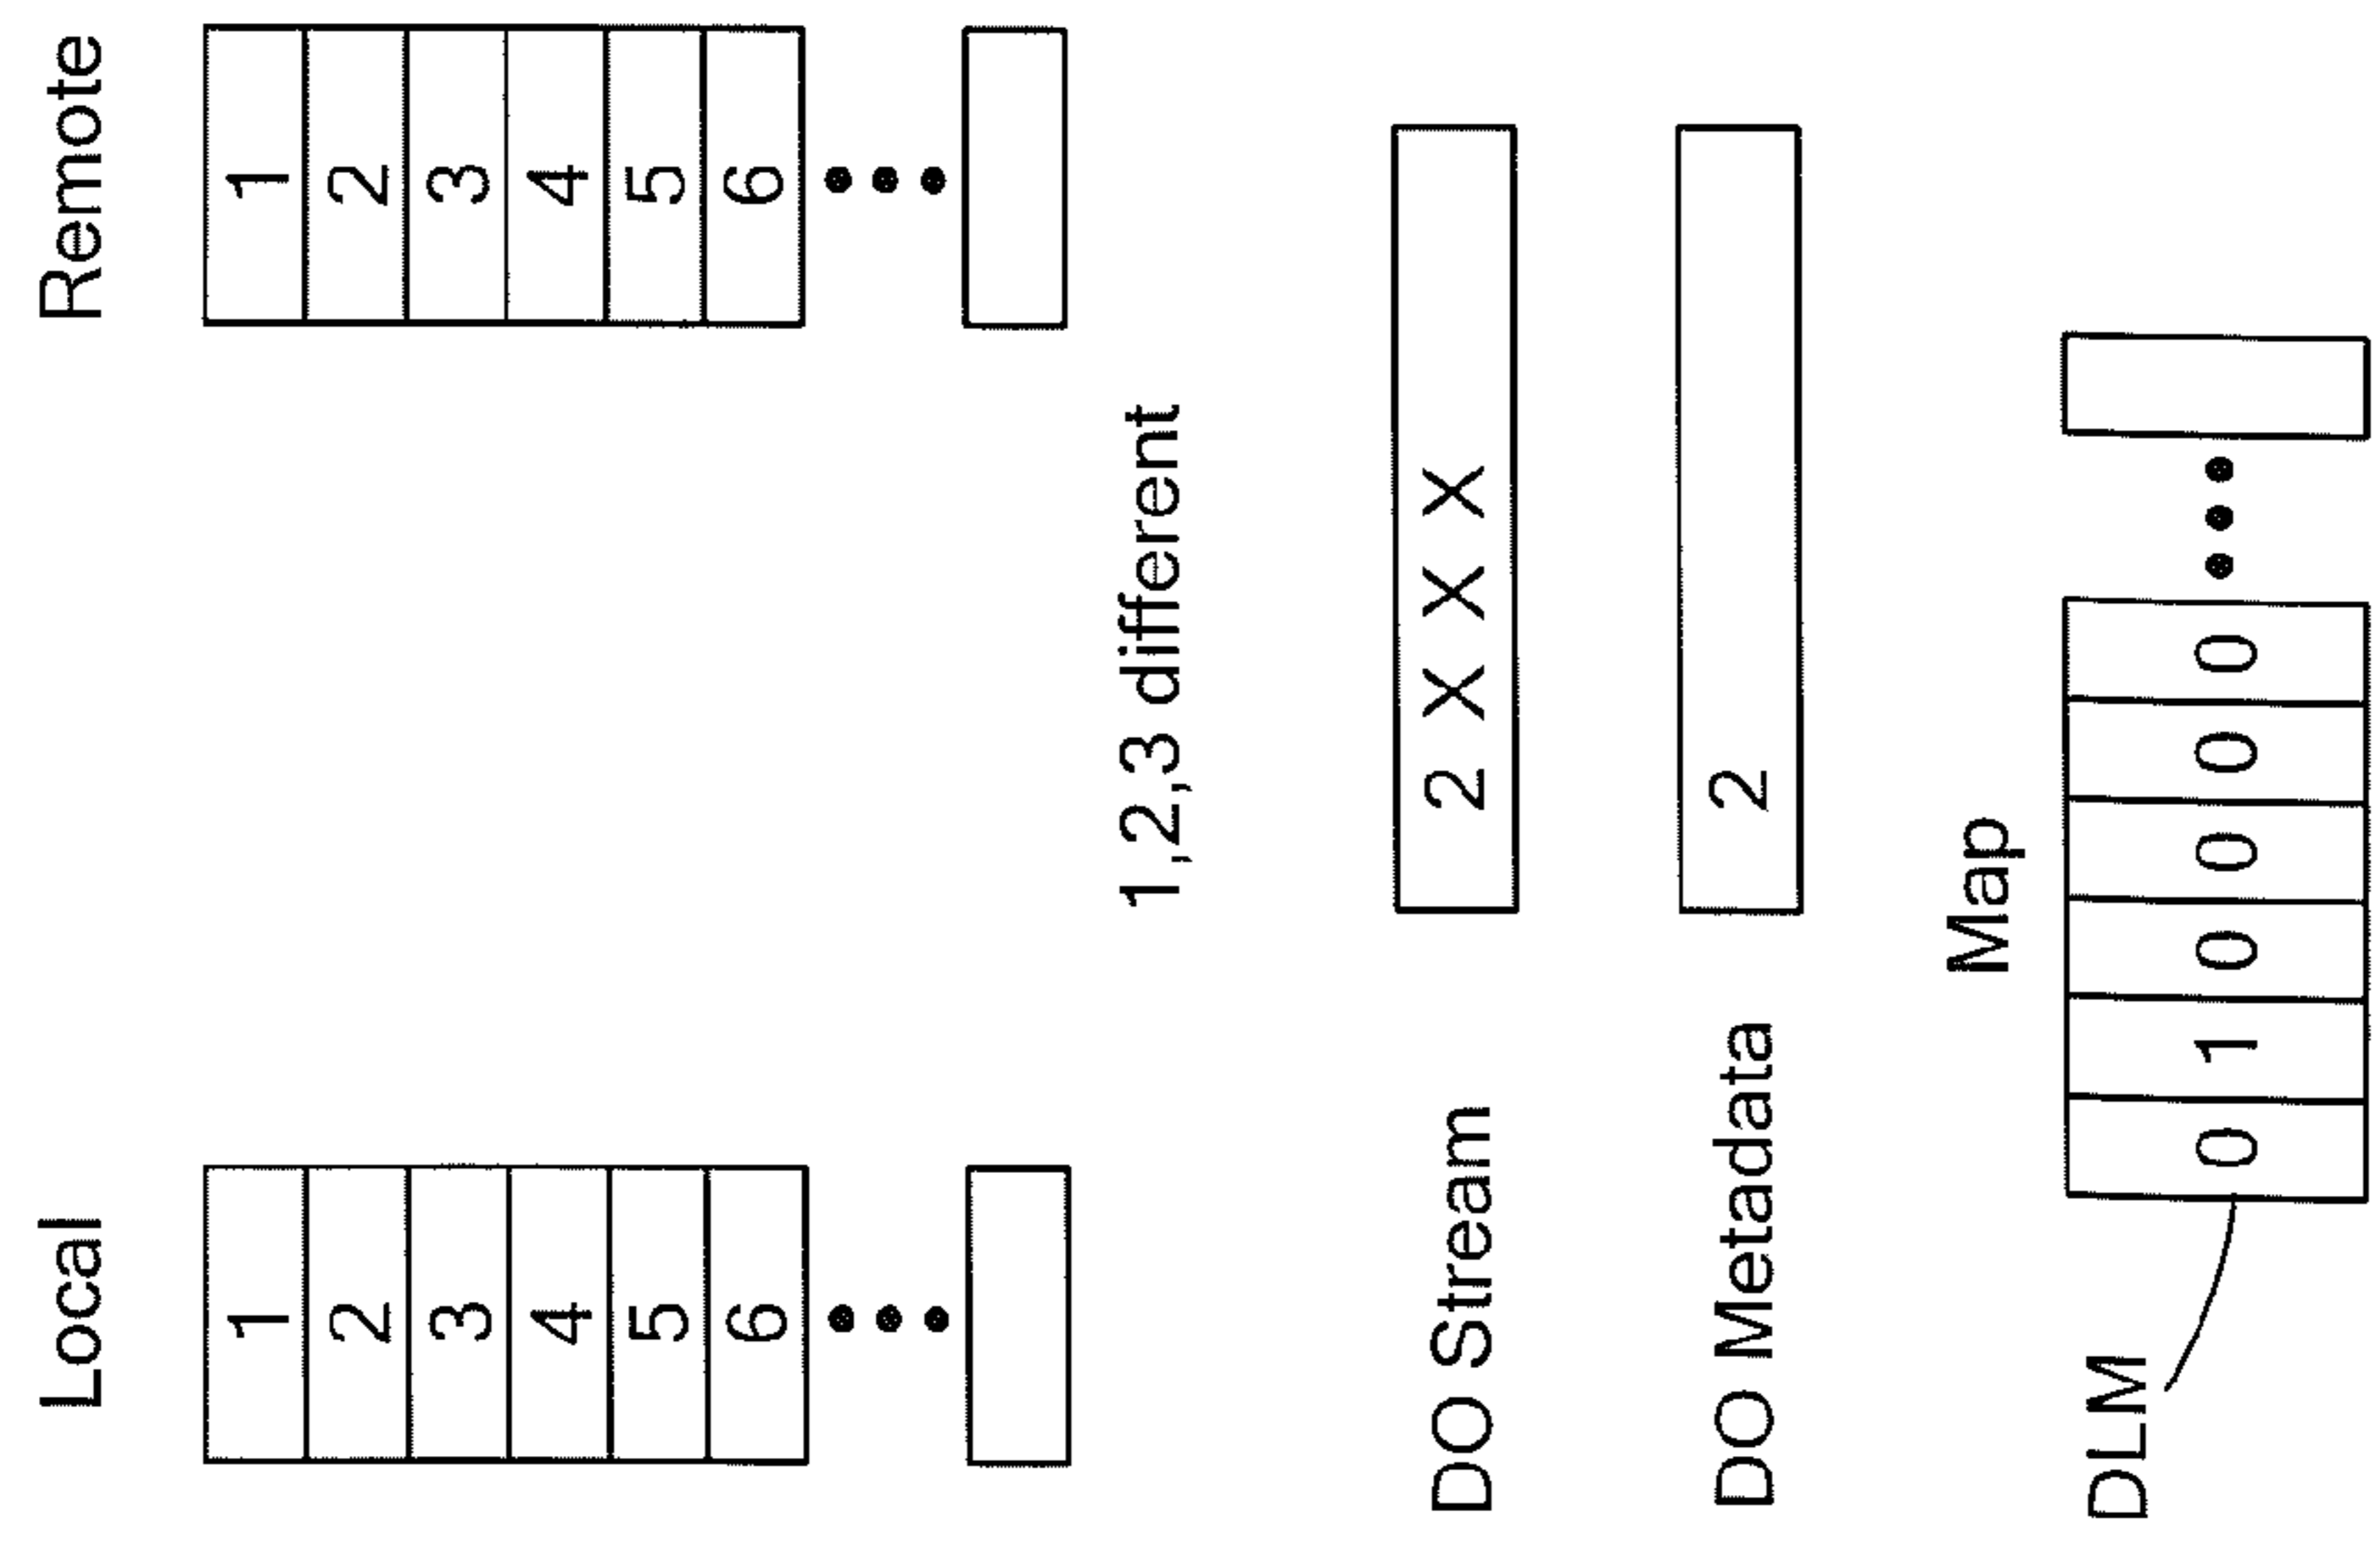 Local Remote
1 1
2 2
3 3
4 4
5 5
6 6
1,2,3 different
DO Stream 2 X X X
DO Metadata 2
Map
DLM 0 1 0 0 0 0